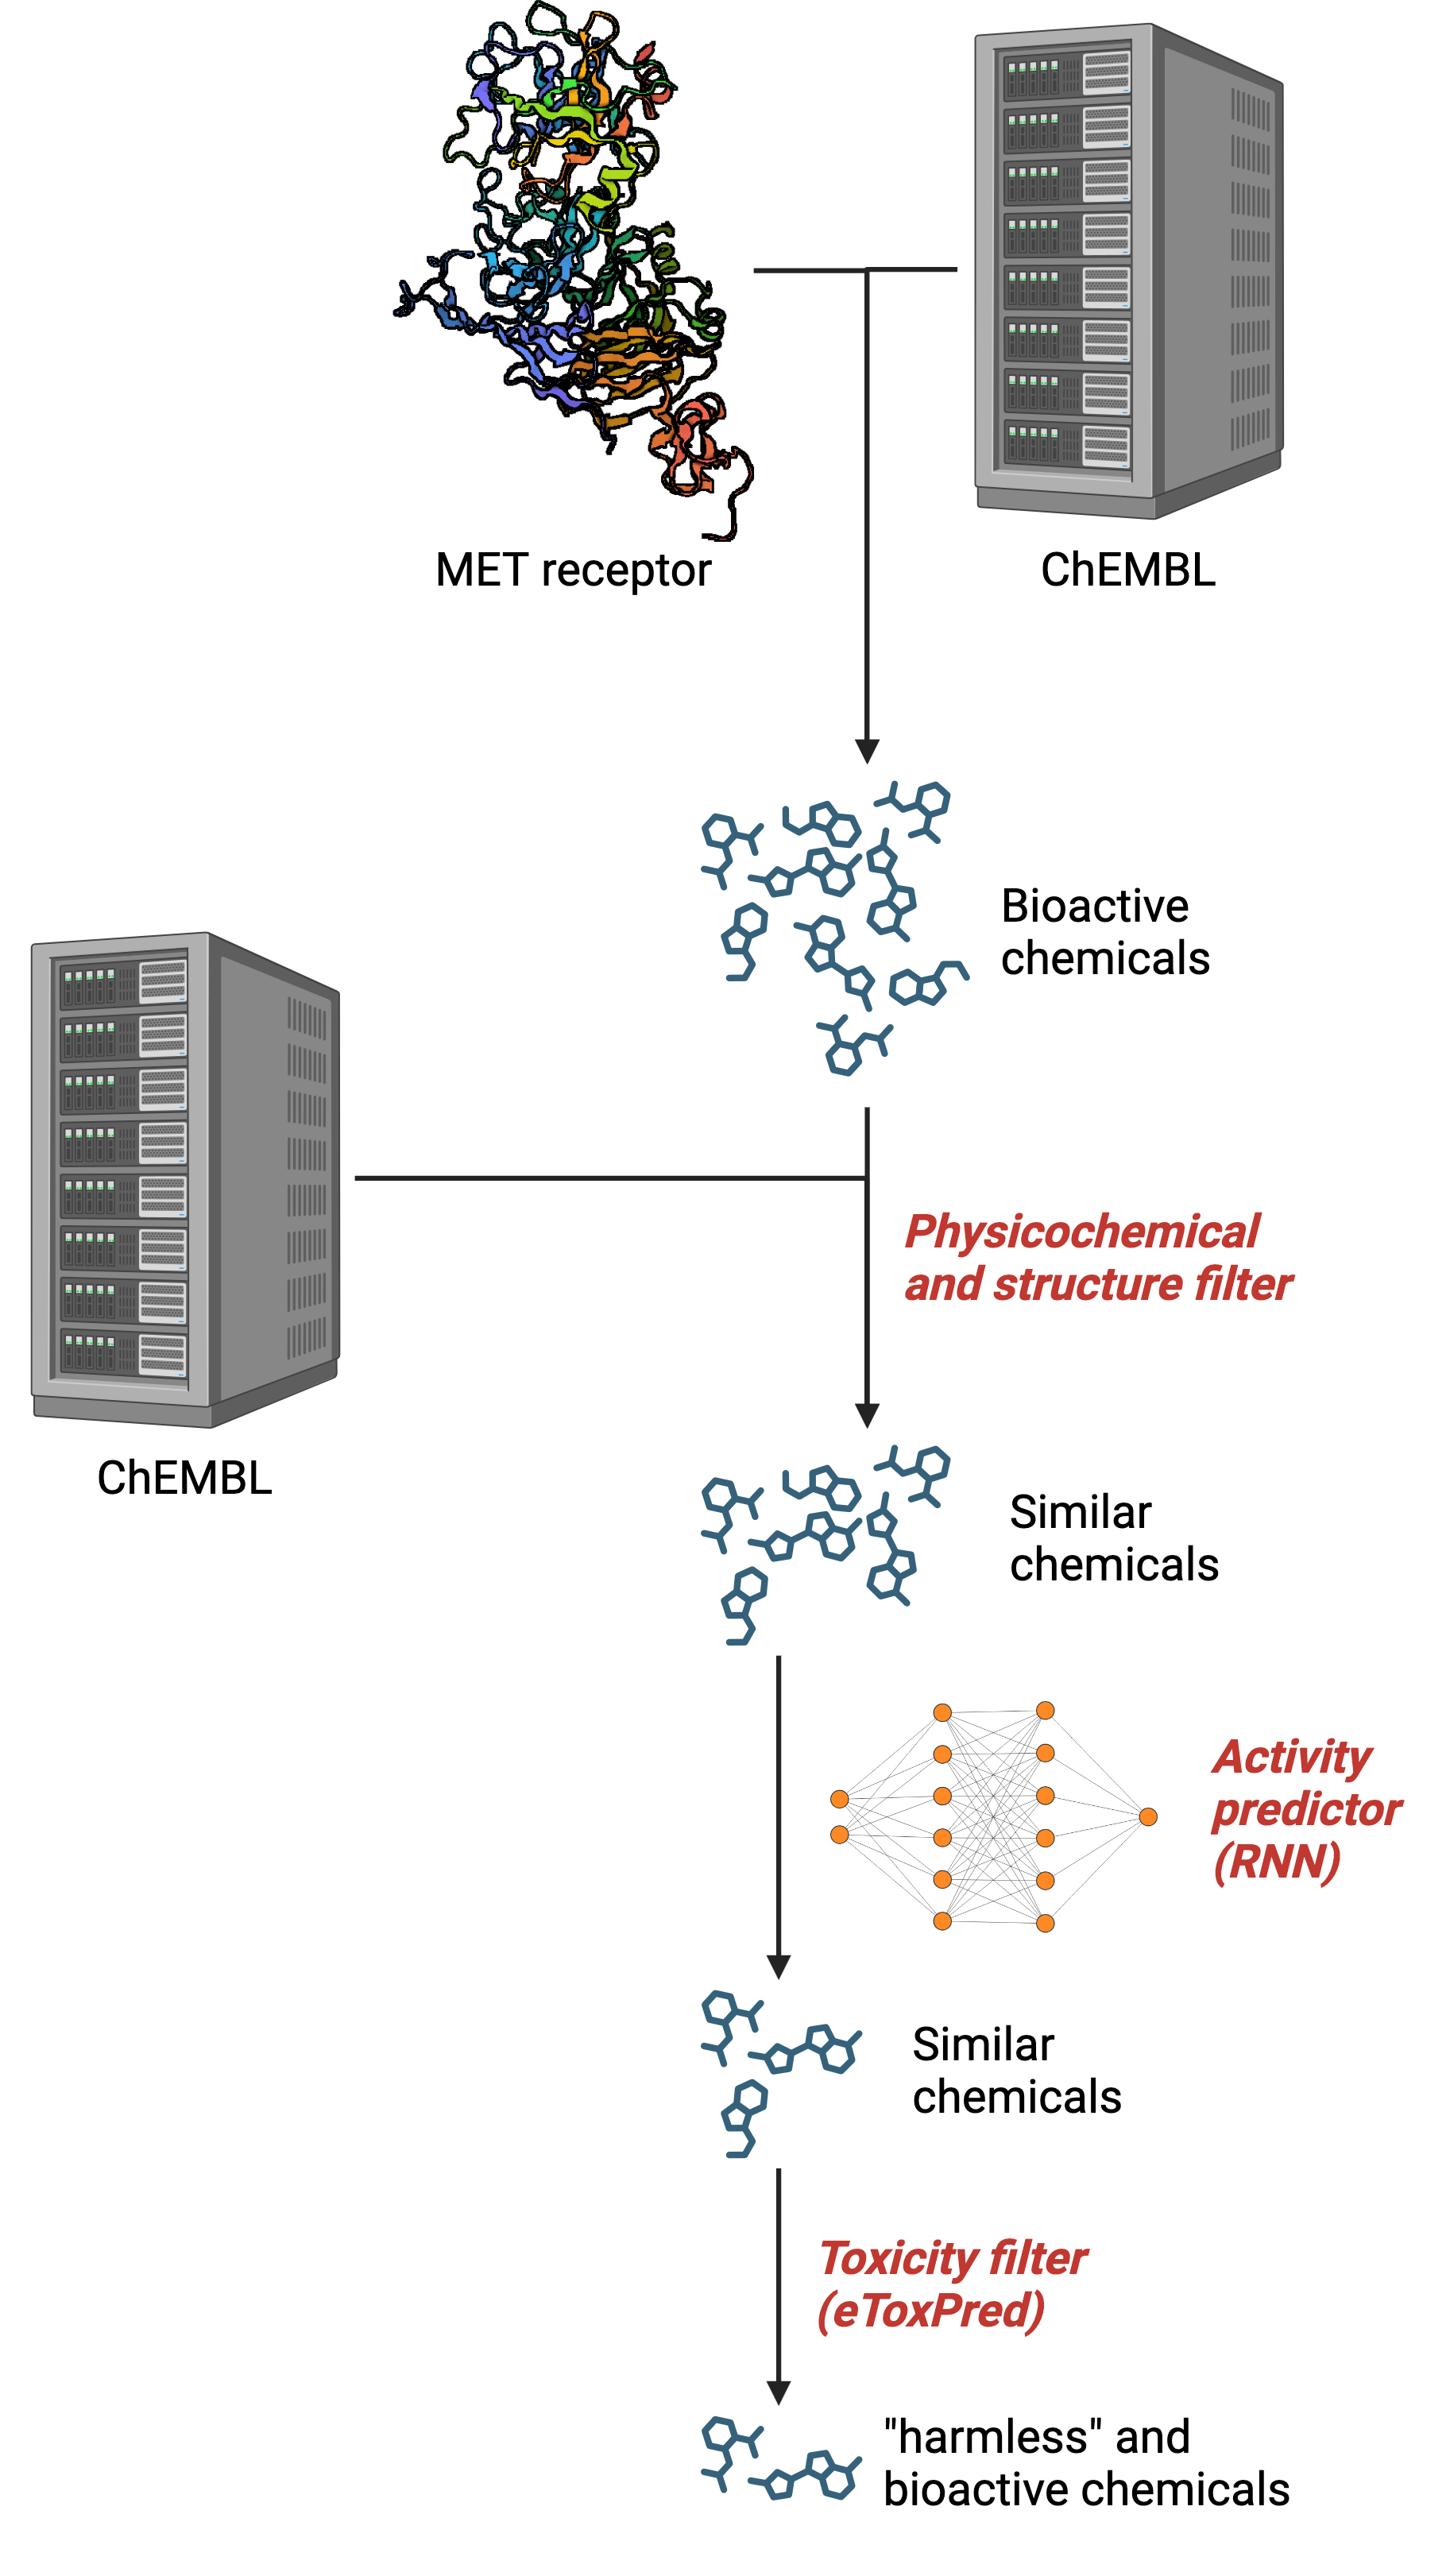 MET receptor
ChEMBL
Bioactive
chemicals
Physicochemical
and structure filter
ChEMBL
Similar
chemicals
Activity
predictor
(RNN)
Similar
chemicals
Toxicity filter
(eToxPred)
"harmless" and
bioactive chemicals